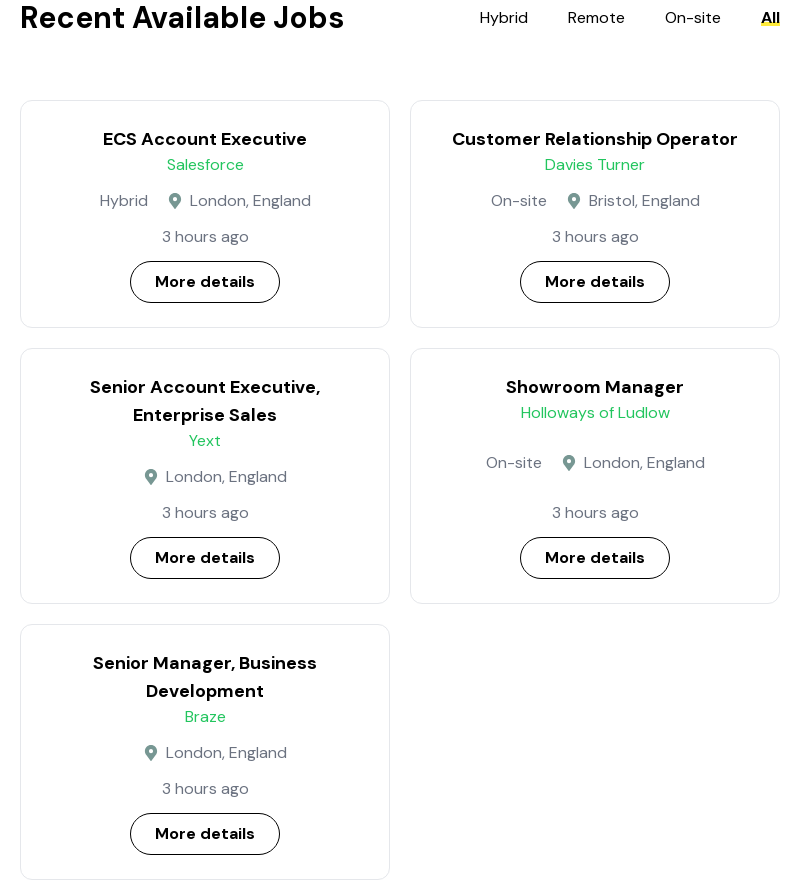 Recent Available Jobs
Hybrid Remote On-site All
ECS Account Executive
Salesforce
Hybrid London, England
3 hours ago
More details
Customer Relationship Operator
Davies Turner
On-site Bristol, England
3 hours ago
More details
Senior Account Executive,
Enterprise Sales
Yext
London, England
3 hours ago
More details
Showroom Manager
Holloways of Ludlow
On-site London, England
3 hours ago
More details
Senior Manager, Business
Development
Braze
London, England
3 hours ago
More details